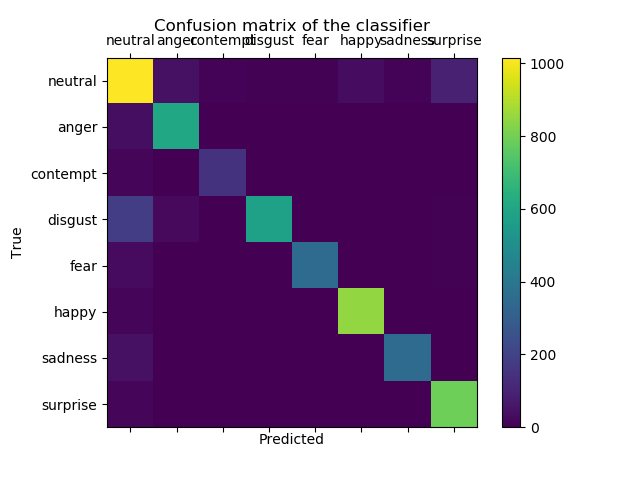 Confusion matrix of the classifier
neutral anger contempt disgust fear happy sadness surprise
neutral
anger
contempt
disgust
fear
happy
sadness
surprise
True
Predicted
1000
800
600
400
200
0